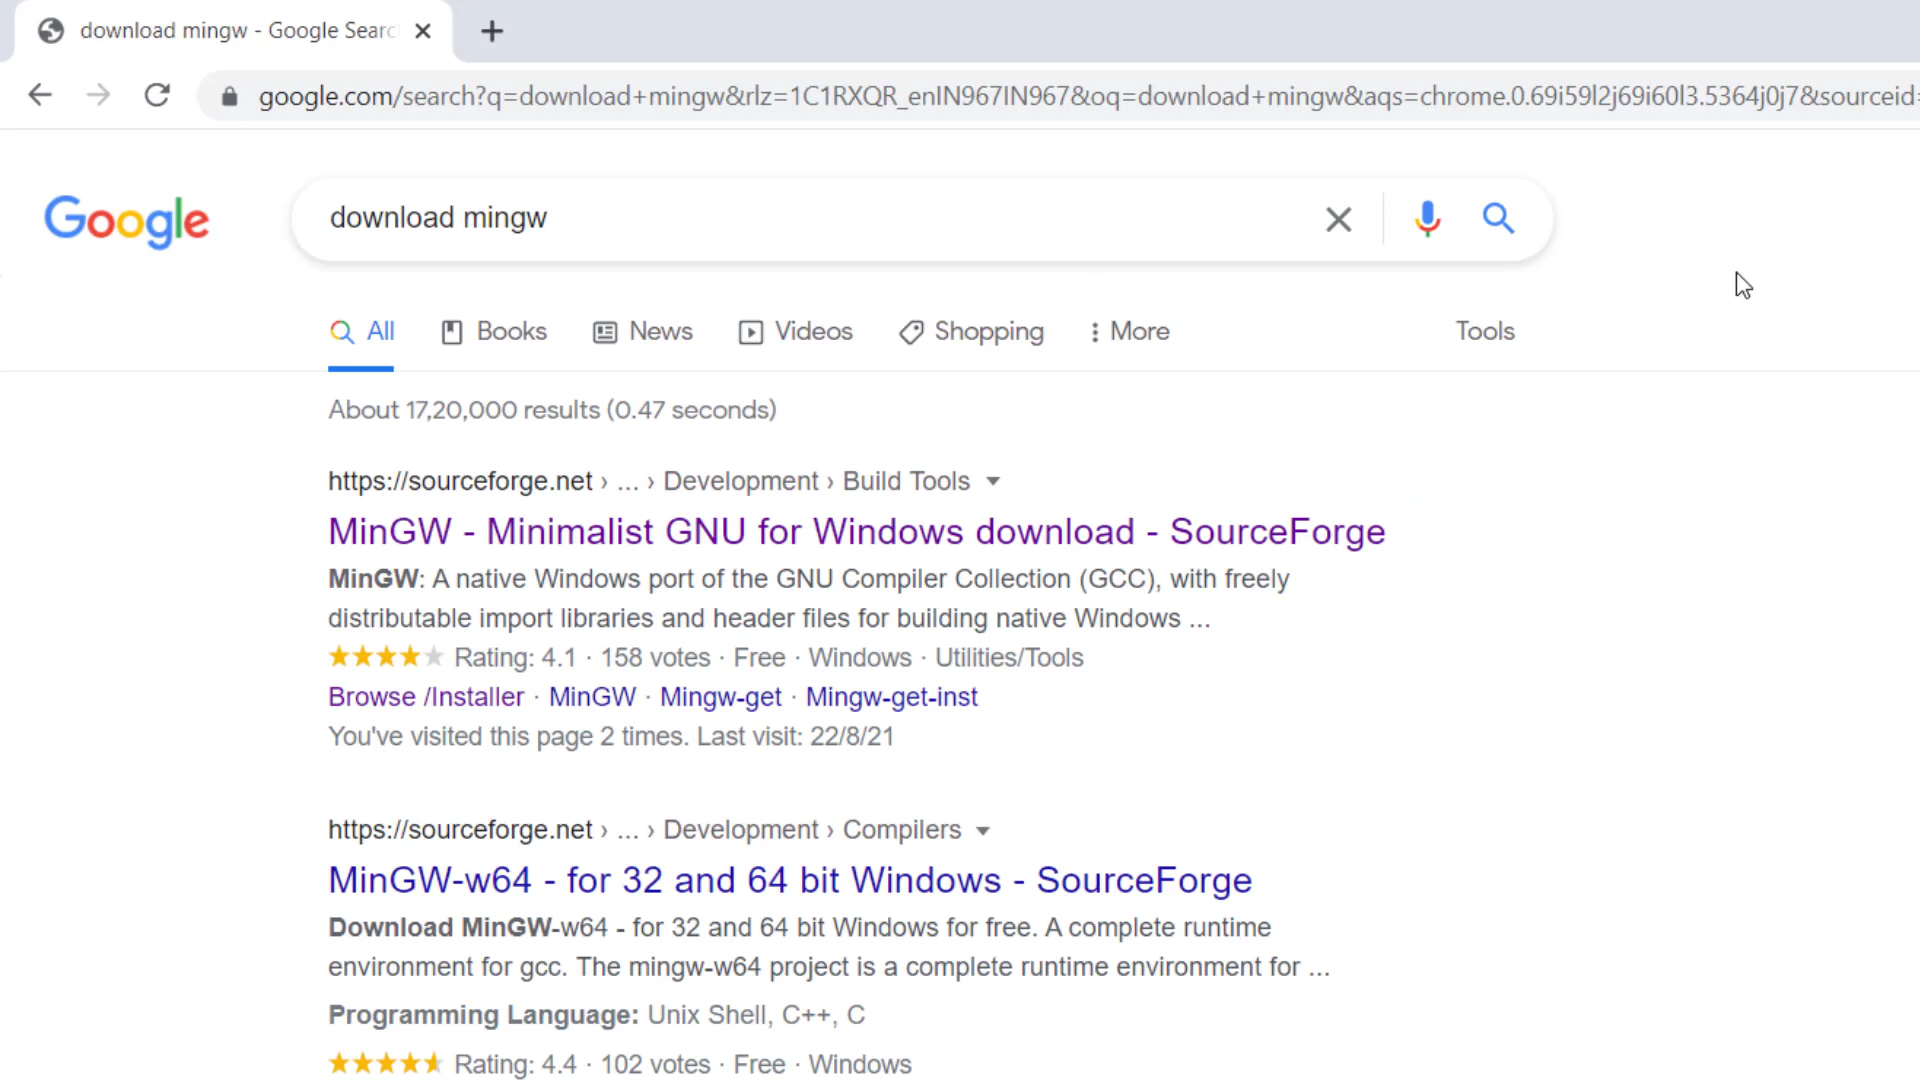 download mingw - Google Searc
google.com/search?q=download+mingw&rlz=1C1RXQR_enIN967IN967&oq=download+mingw&aqs=chrome.0.69i59l2j69i60l3.5364j0j7&sourceid=
Google
download mingw
All Books News Videos Shopping More Tools
About 17,20,000 results (0.47 seconds)
https://sourceforge.net › ... › Development › Build Tools
MinGW - Minimalist GNU for Windows download - SourceForge
MinGW: A native Windows port of the GNU Compiler Collection (GCC), with freely
distributable import libraries and header files for building native Windows ...
Rating: 4.1 · 158 votes · Free · Windows · Utilities/Tools
Browse /Installer · MinGW · Mingw-get · Mingw-get-inst
You've visited this page 2 times. Last visit: 22/8/21
https://sourceforge.net › ... › Development › Compilers
MinGW-w64 - for 32 and 64 bit Windows - SourceForge
Download MinGW-w64 - for 32 and 64 bit Windows for free. A complete runtime
environment for gcc. The mingw-w64 project is a complete runtime environment for ...
Programming Language: Unix Shell, C++, C
Rating: 4.4 · 102 votes · Free · Windows